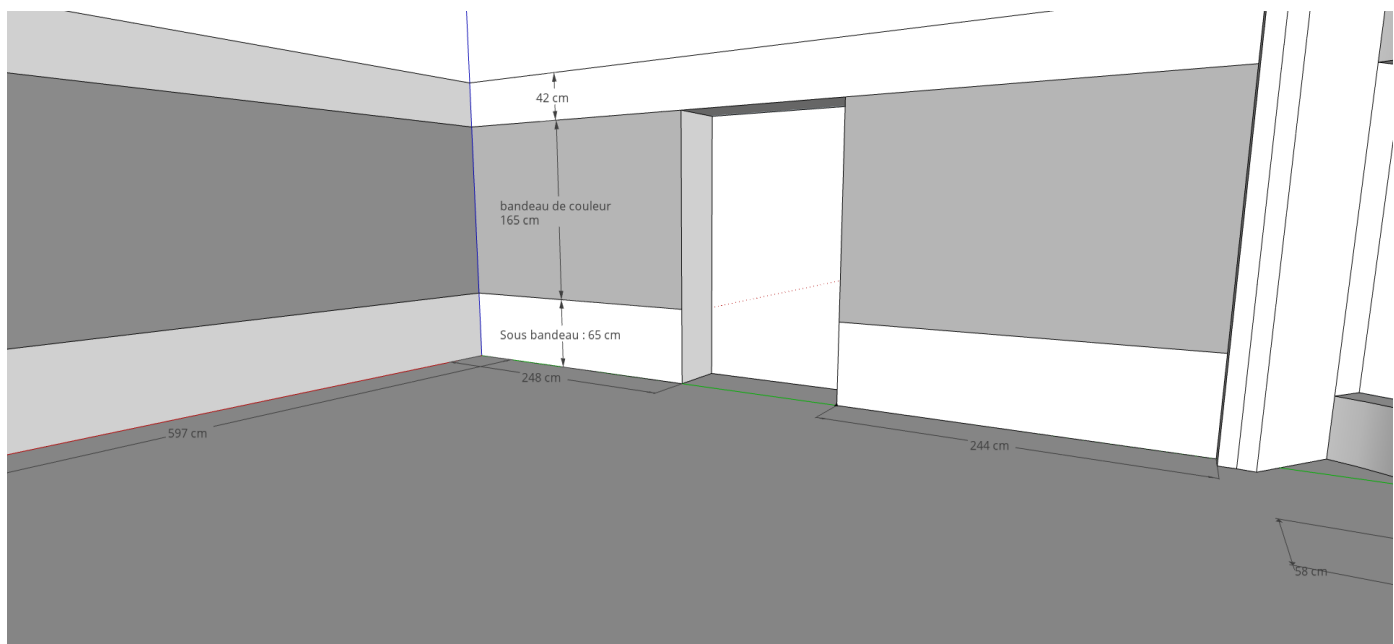 42 cm
bandeau de couleur
165 cm
Sous bandeau : 65 cm
248 cm
597 cm
244 cm
58 cm